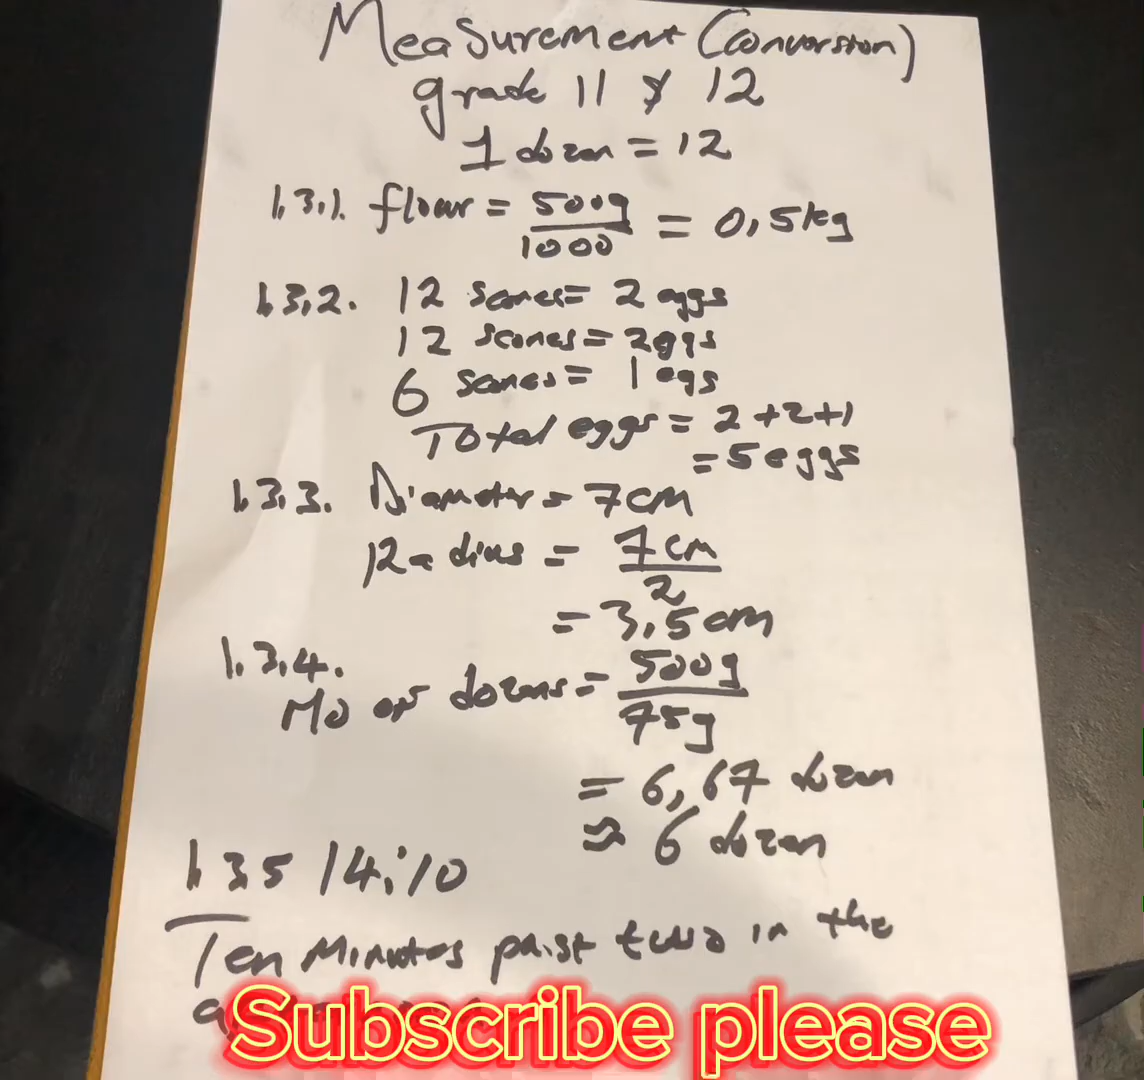 Measurement (Conversion)
grade 11 & 12
1 dozen = 12
1.3.1. flour = 500g / 1000 = 0,5kg
1.3.2. 12 scones = 2 eggs
12 scones = 2eggs
6 scones = 1 egs
Total eggs = 2+2+1
= 5 eggs
1.3.3. Diameter = 7cm
Radius = 7cm / 2
= 3,5cm
1.3.4.
No of dozens = 500g / 75g
= 6,67 dozen
≈ 6 dozen
1.3.5 14:10
Ten Minutes past two in the
Subscribe please